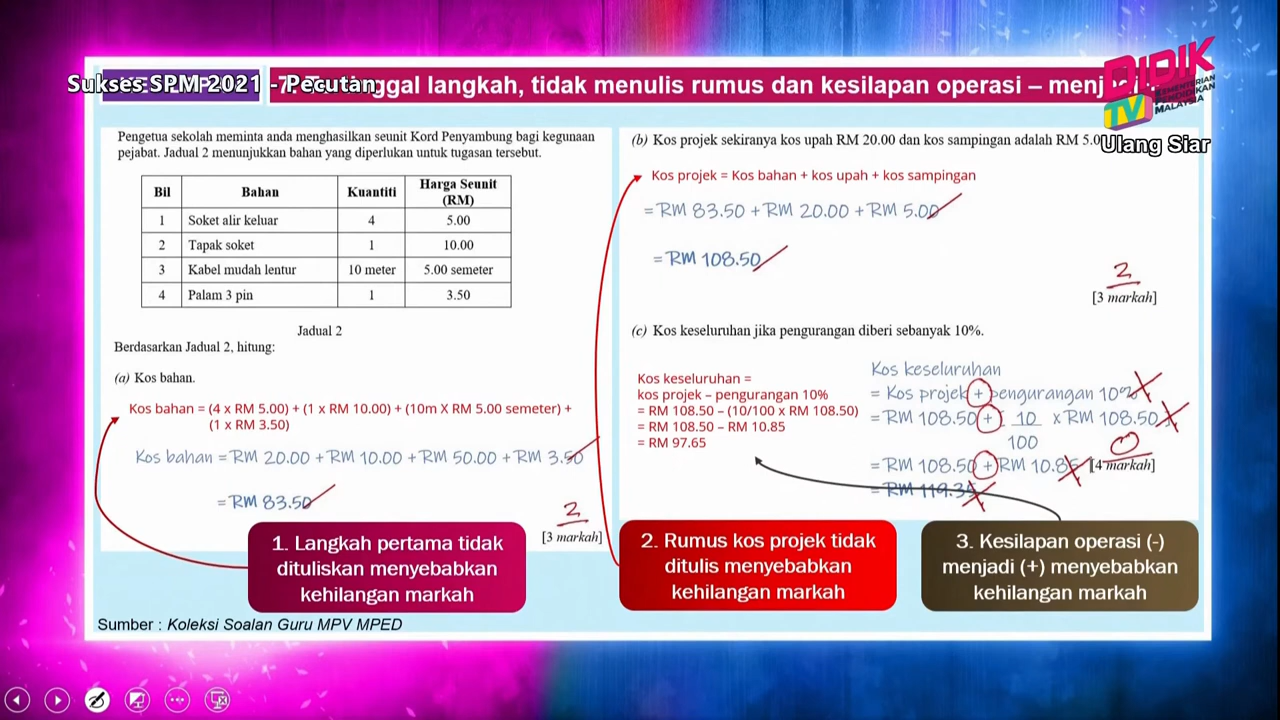 Sukses SPM 2021 - Pecutan
ggal langkah, tidak menulis rumus dan kesilapan operasi – menj
DIDIK
TV
KEMENTERIAN
PENDIDIKAN
MALAYSIA
Ulang Siar
Pengetua sekolah meminta anda menghasilkan seunit Kord Penyambung bagi kegunaan
pejabat. Jadual 2 menunjukkan bahan yang diperlukan untuk tugasan tersebut.
Bil Bahan Kuantiti Harga Seunit (RM)
1 Soket alir keluar 4 5.00
2 Tapak soket 1 10.00
3 Kabel mudah lentur 10 meter 5.00 semeter
4 Palam 3 pin 1 3.50
Jadual 2
Berdasarkan Jadual 2, hitung:
(a) Kos bahan.
Kos bahan = (4 x RM 5.00) + (1 x RM 10.00) + (10m X RM 5.00 semeter) +
(1 x RM 3.50)
Kos bahan = RM 20.00 + RM 10.00 + RM 50.00 + RM 3.50
= RM 83.50
2
[3 markah]
1. Langkah pertama tidak
dituliskan menyebabkan
kehilangan markah
Sumber : Koleksi Soalan Guru MPV MPED
(b) Kos projek sekiranya kos upah RM 20.00 dan kos sampingan adalah RM 5.0
Kos projek = Kos bahan + kos upah + kos sampingan
= RM 83.50 + RM 20.00 + RM 5.00
= RM 108.50
2
[3 markah]
(c) Kos keseluruhan jika pengurangan diberi sebanyak 10%.
Kos keseluruhan =
kos projek – pengurangan 10%
= RM 108.50 – (10/100 x RM 108.50)
= RM 108.50 – RM 10.85
= RM 97.65
Kos keseluruhan
= Kos projek + pengurangan 10%
= RM 108.50 + 10 x RM 108.50
100
= RM 108.50 + RM 10.85
= RM 119.35
0
[4 markah]
2. Rumus kos projek tidak
ditulis menyebabkan
kehilangan markah
3. Kesilapan operasi (-)
menjadi (+) menyebabkan
kehilangan markah